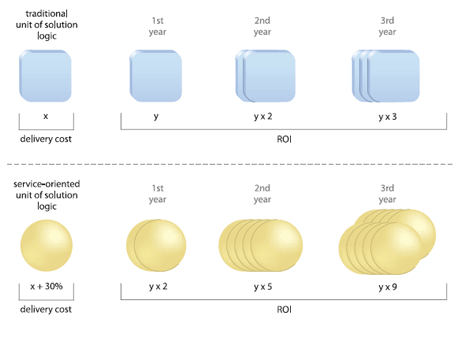 traditional
unit of solution
logic
1st
year
2nd
year
3rd
year
x
y
y x 2
y x 3
delivery cost
ROI
service-oriented
unit of solution
logic
1st
year
2nd
year
3rd
year
x + 30%
y x 2
y x 5
y x 9
delivery cost
ROI